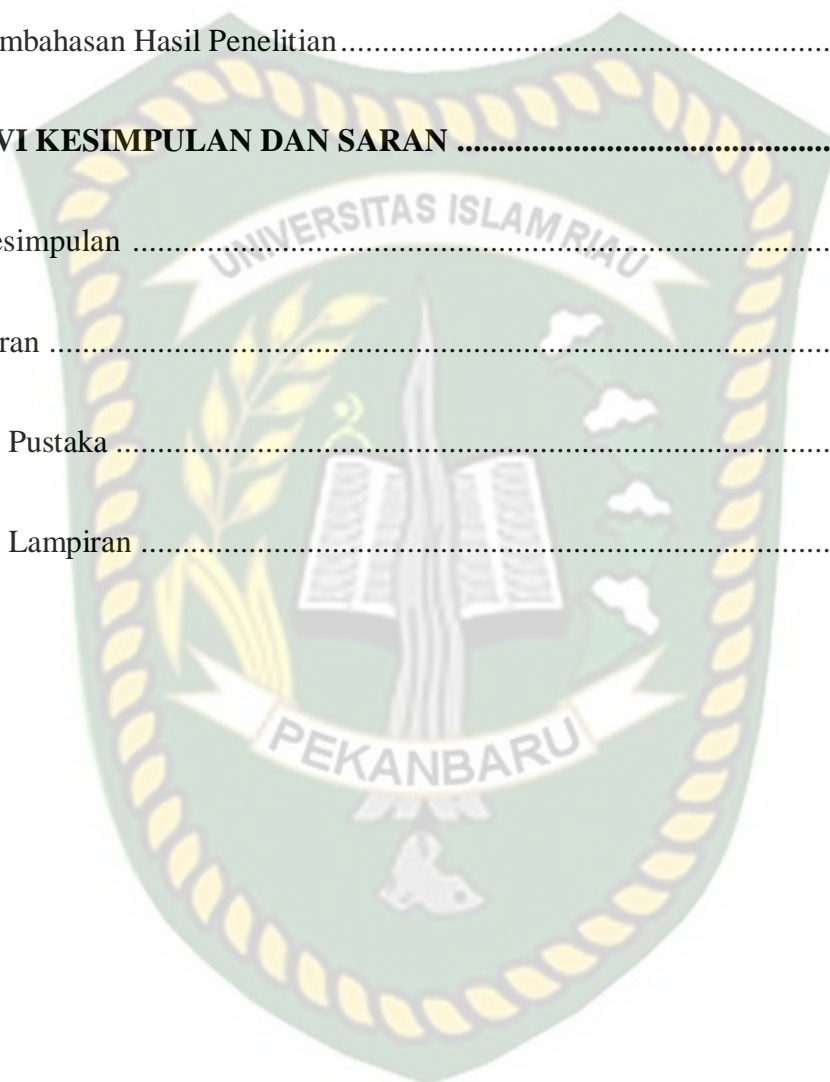 mbahasan Hasil Penelitian........................................................
VI KESIMPULAN DAN SARAN ...........................................
UNIVERSITAS ISLAM RIAU
esimpulan ................................................................................
ran ...........................................................................................
Pustaka ....................................................................................
Lampiran .................................................................................
PEKANBARU